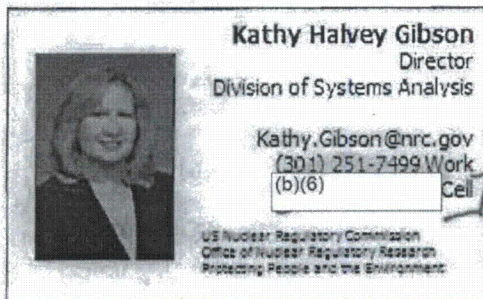 Kathy Halvey Gibson
Director
Division of Systems Analysis
Kathy.Gibson@nrc.gov
(301) 251-7499 Work
(b)(6) Cell
US Nuclear Regulatory Commission
Office of Nuclear Regulatory Research
Protecting People and the Environment